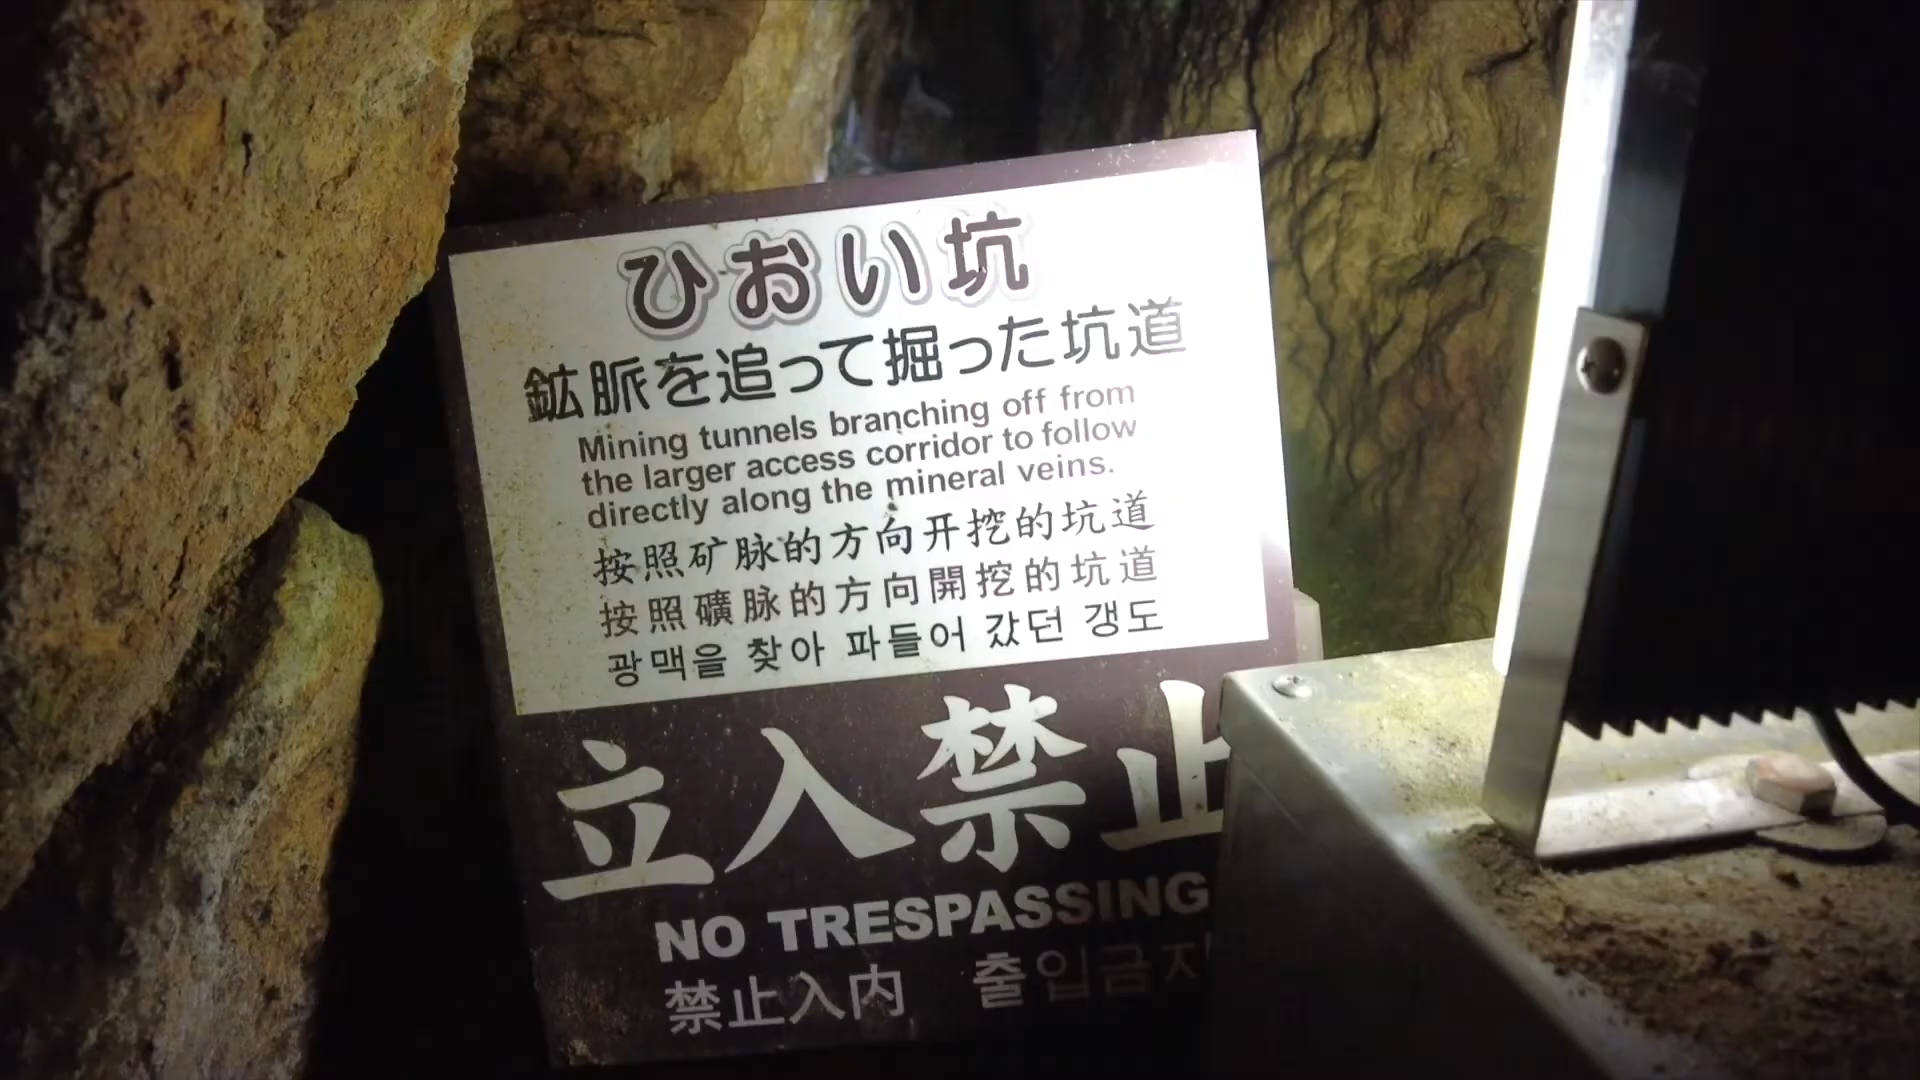 ひおい坑
鉱脈を追って掘った坑道
Mining tunnels branching off from
the larger access corridor to follow
directly along the mineral veins.
按照矿脉的方向开挖的坑道
按照礦脈的方向開挖的坑道
광맥을 찾아 파들어 갔던 갱도
立入禁止
NO TRESPASSING
禁止入内 출입금지